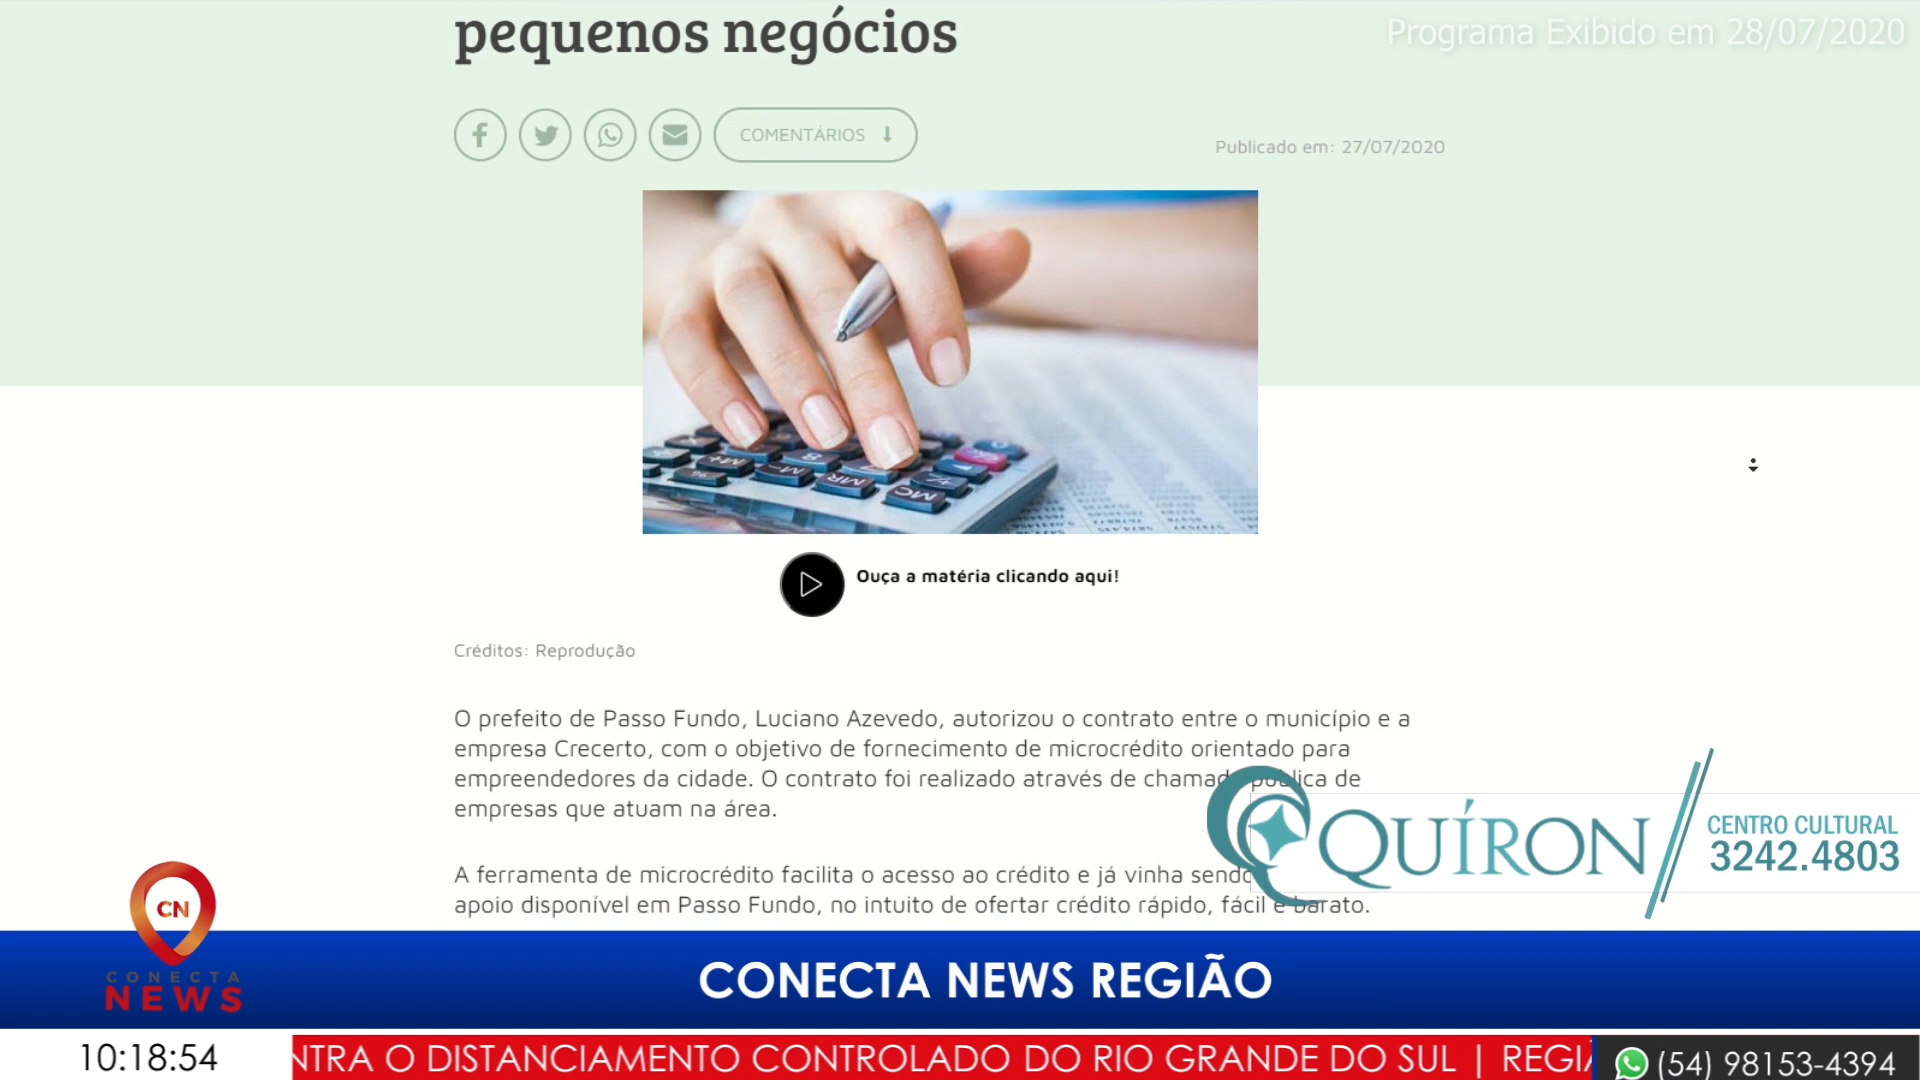 pequenos negócios
Programa Exibido em 28/07/2020
COMENTÁRIOS
Publicado em: 27/07/2020
Ouça a matéria clicando aqui!
Créditos: Reprodução
O prefeito de Passo Fundo, Luciano Azevedo, autorizou o contrato entre o município e a
empresa Crecerto, com o objetivo de fornecimento de microcrédito orientado para
empreendedores da cidade. O contrato foi realizado através de chamada pública de
empresas que atuam na área.
A ferramenta de microcrédito facilita o acesso ao crédito e já vinha sendo
apoio disponível em Passo Fundo, no intuito de ofertar crédito rápido, fácil e barato.
QUÍRON
CENTRO CULTURAL
3242.4803
CN
CONECTA
NEWS
CONECTA NEWS REGIÃO
10:18:54
NTRA O DISTANCIAMENTO CONTROLADO DO RIO GRANDE DO SUL | REGIÃ
(54) 98153-4394